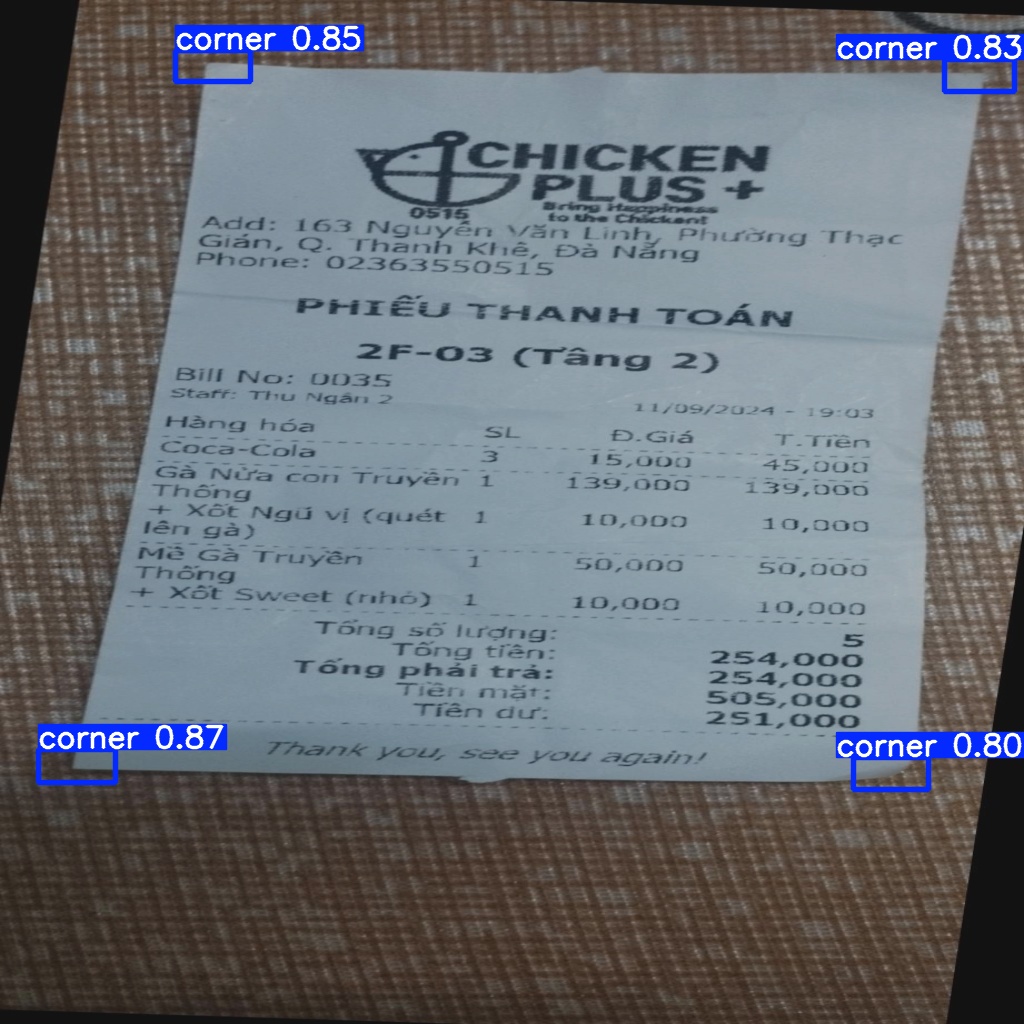 corner 0.85
corner 0.83
CHICKEN
PLUS +
0515
Bring Happiness
to the Chicken!
Add: 163 Nguyễn Văn Linh, Phường Thạc
Gián, Q. Thanh Khê, Đà Nẵng
Phone: 02363550515
PHIẾU THANH TOÁN
2F-03 (Tầng 2)
Bill No: 0035
Staff: Thu Ngân 2
11/09/2024 - 19:03
Hàng hóa SL Đ.Giá T.Tiền
Coca-Cola 3 15,000 45,000
Gà Nửa con Truyền 1 139,000 139,000
Thống
+ Xốt Ngũ vị (quét 1 10,000 10,000
lên gà)
Mề Gà Truyền 1 50,000 50,000
Thống
+ Xốt Sweet (nhỏ) 1 10,000 10,000
Tổng số lượng: 5
Tổng tiền: 254,000
Tổng phải trả: 254,000
Tiền mặt: 505,000
Tiền dư: 251,000
Thank you, see you again!
corner 0.87
corner 0.80